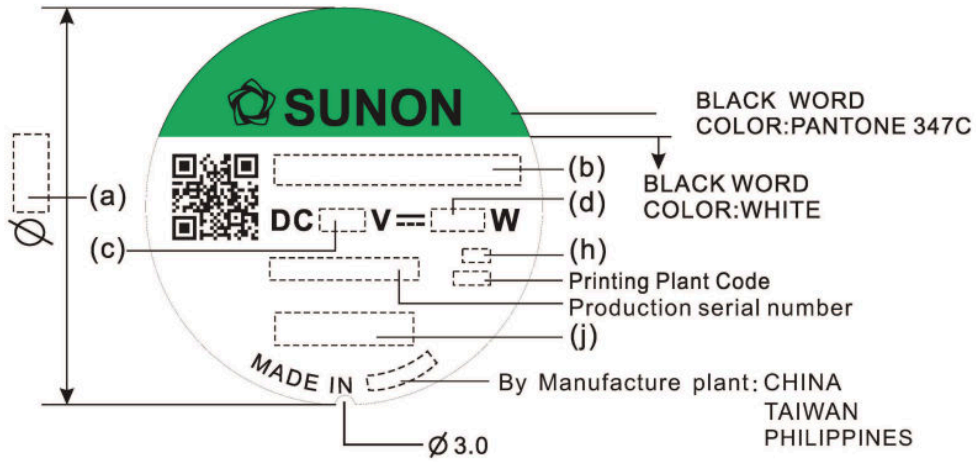 SUNON
BLACK WORD
COLOR:PANTONE 347C
BLACK WORD
COLOR:WHITE
(a)
Ø
(b)
(d)
DC V⎓ W
(c)
(h)
Printing Plant Code
Production serial number
(j)
MADE IN
By Manufacture plant: CHINA
TAIWAN
PHILIPPINES
Ø 3.0